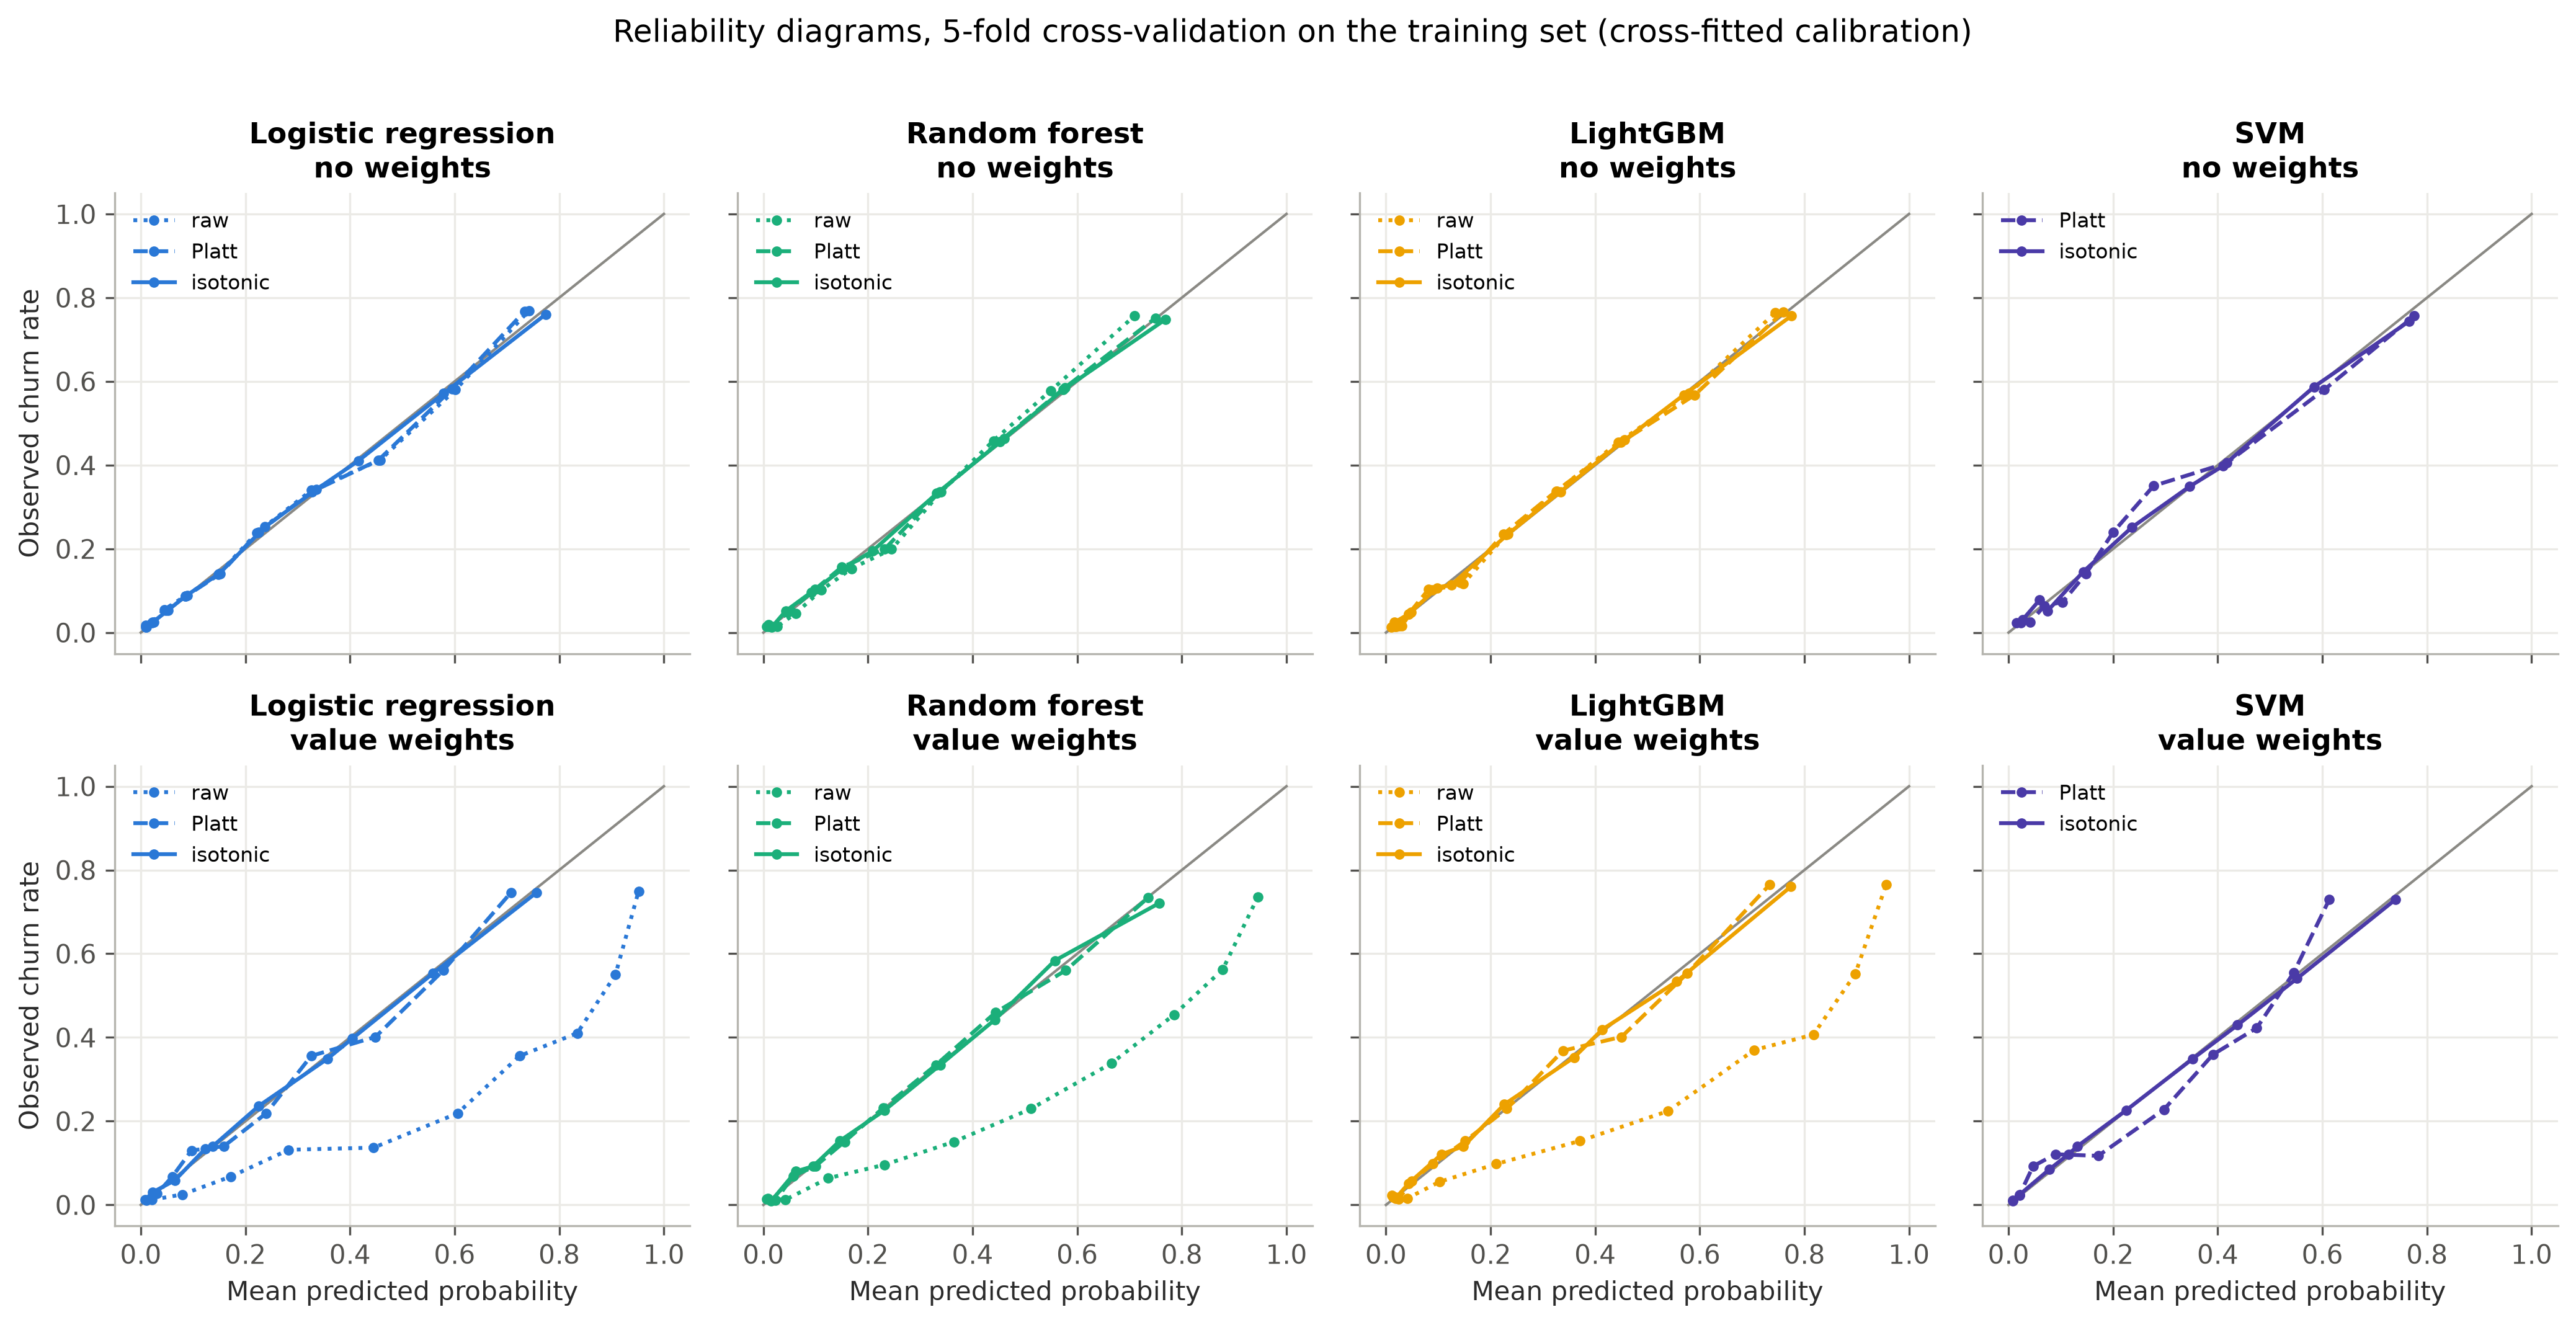 Reliability diagrams, 5-fold cross-validation on the training set (cross-fitted calibration)
Logistic regression
no weights
Random forest
no weights
LightGBM
no weights
SVM
no weights
raw
Platt
isotonic
raw
Platt
isotonic
raw
Platt
isotonic
Platt
isotonic
Observed churn rate
1.0
0.8
0.6
0.4
0.2
0.0
Logistic regression
value weights
Random forest
value weights
LightGBM
value weights
SVM
value weights
raw
Platt
isotonic
raw
Platt
isotonic
raw
Platt
isotonic
Platt
isotonic
Observed churn rate
1.0
0.8
0.6
0.4
0.2
0.0
0.0 0.2 0.4 0.6 0.8 1.0
0.0 0.2 0.4 0.6 0.8 1.0
0.0 0.2 0.4 0.6 0.8 1.0
0.0 0.2 0.4 0.6 0.8 1.0
Mean predicted probability
Mean predicted probability
Mean predicted probability
Mean predicted probability